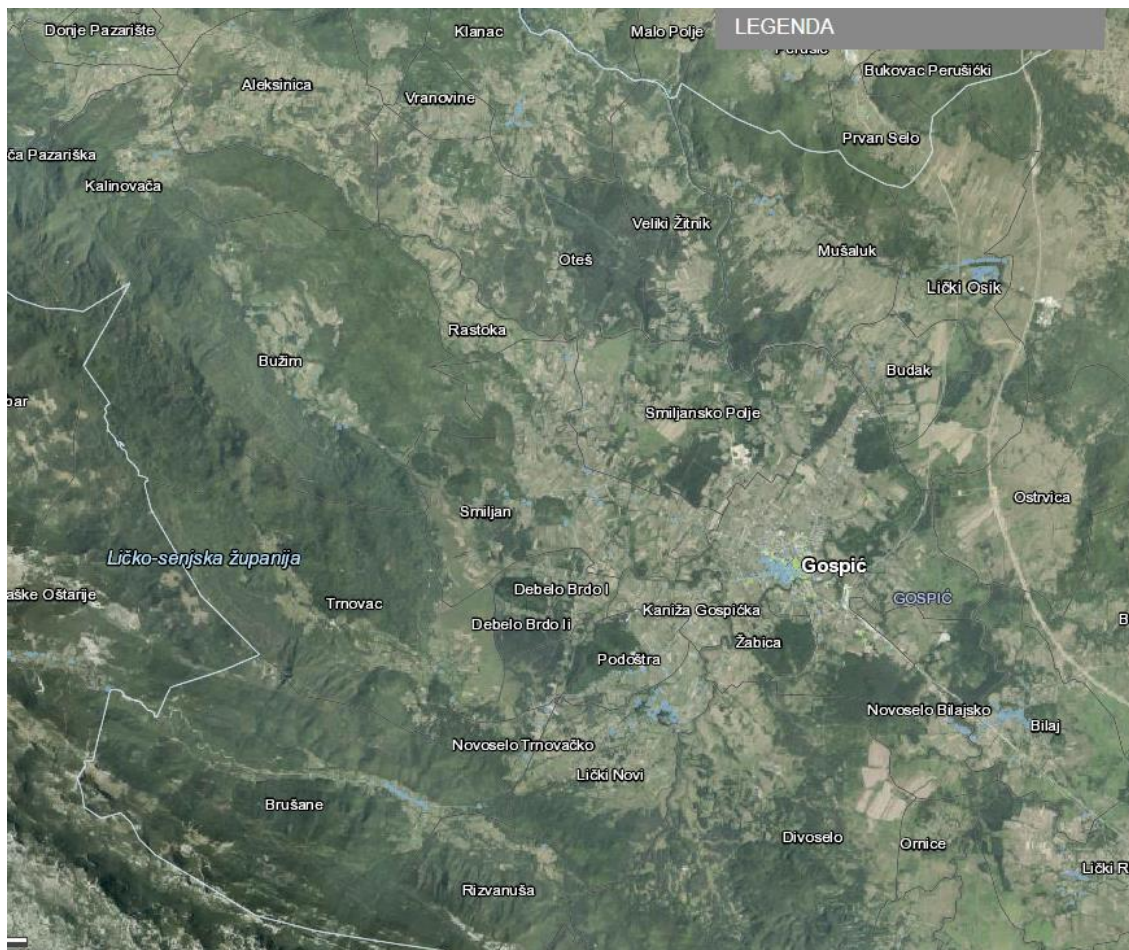 LEGENDA
Donje Pazarište
Klanac
Malo Polje
Perušić
Bukovac Perušićki
Aleksinica
Vranovine
Prvan Selo
ča Pazariška
Kalinovača
Veliki Žitnik
Mušaluk
Oteš
Lički Osik
Rastoka
Bužim
Budak
bar
Smiljansko Polje
Ostrvica
Smiljan
Ličko-senjska županija
Gospić
aške Oštarije
Debelo Brdo I
Trnovac
Kaniža Gospićka
GOSPIĆ
Debelo Brdo Ii
B
Žabica
Podoštra
Novoselo Bilajsko
Bilaj
Novoselo Trnovačko
Lički Novi
Brušane
Divoselo
Ornice
Lički R
Rizvanuša